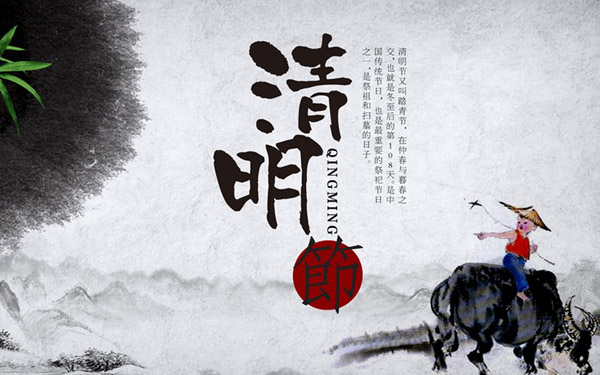 清明
QINGMING
節
清明节又叫踏青节，在仲春与暮春之
交，也就是冬至后的第108天。是中
国传统节日，也是最重要的祭祀节日
之一，是祭祖和扫墓的日子。